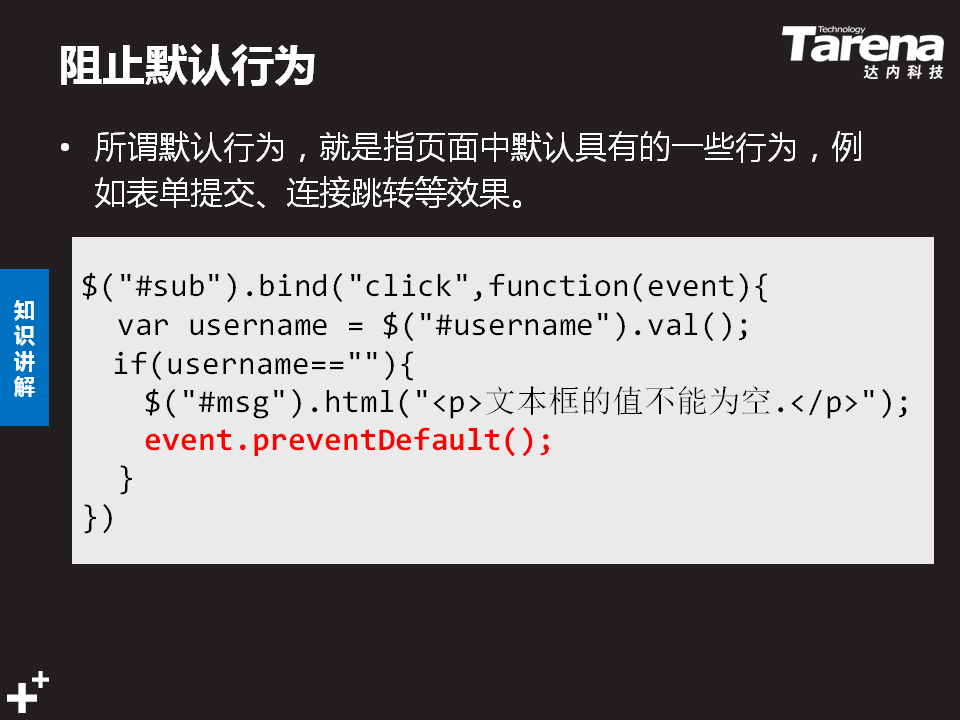 阻止默认行为
Technology
Tarena
达内科技
• 所谓默认行为，就是指页面中默认具有的一些行为，例
如表单提交、连接跳转等效果。
知识讲解
$("#sub").bind("click",function(event){
var username = $("#username").val();
if(username==""){
$("#msg").html("<p>文本框的值不能为空.</p>");
event.preventDefault();
}
})